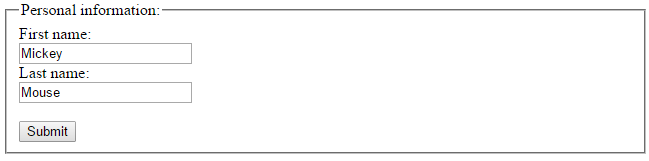 Personal information:
First name:
Mickey
Last name:
Mouse
Submit